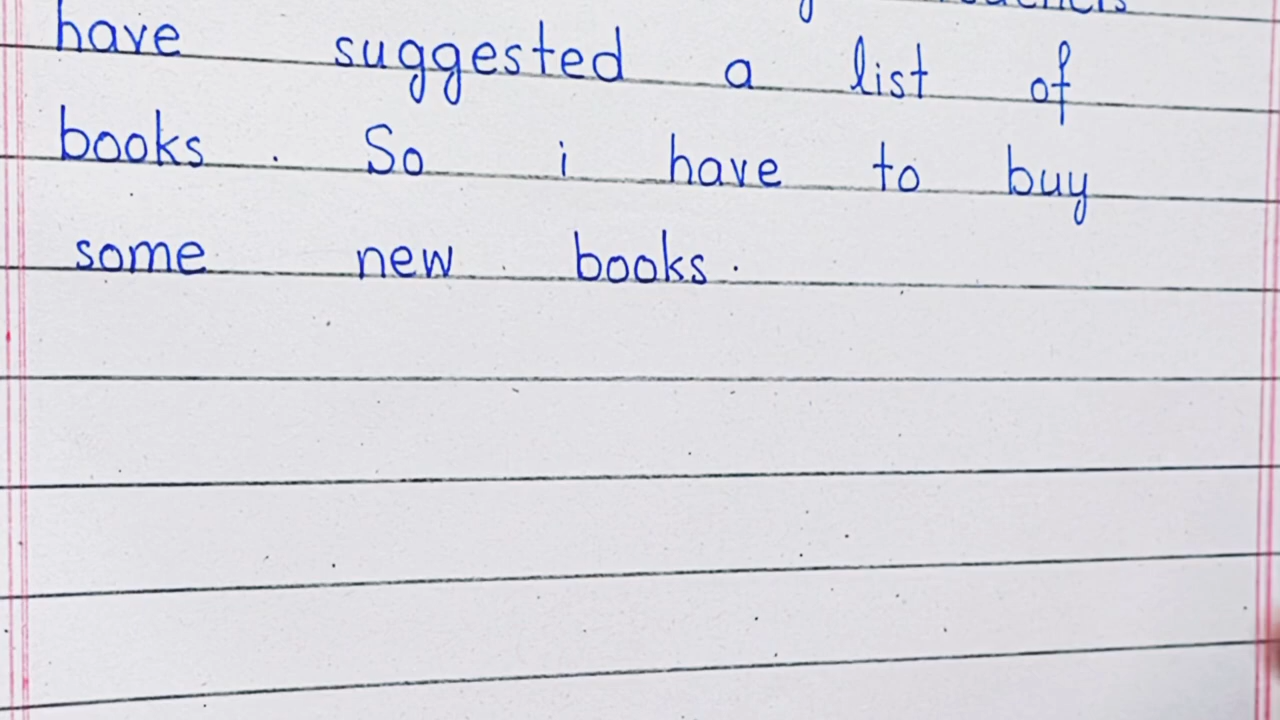 have suggested a list of
books . So i have to buy
some new books.